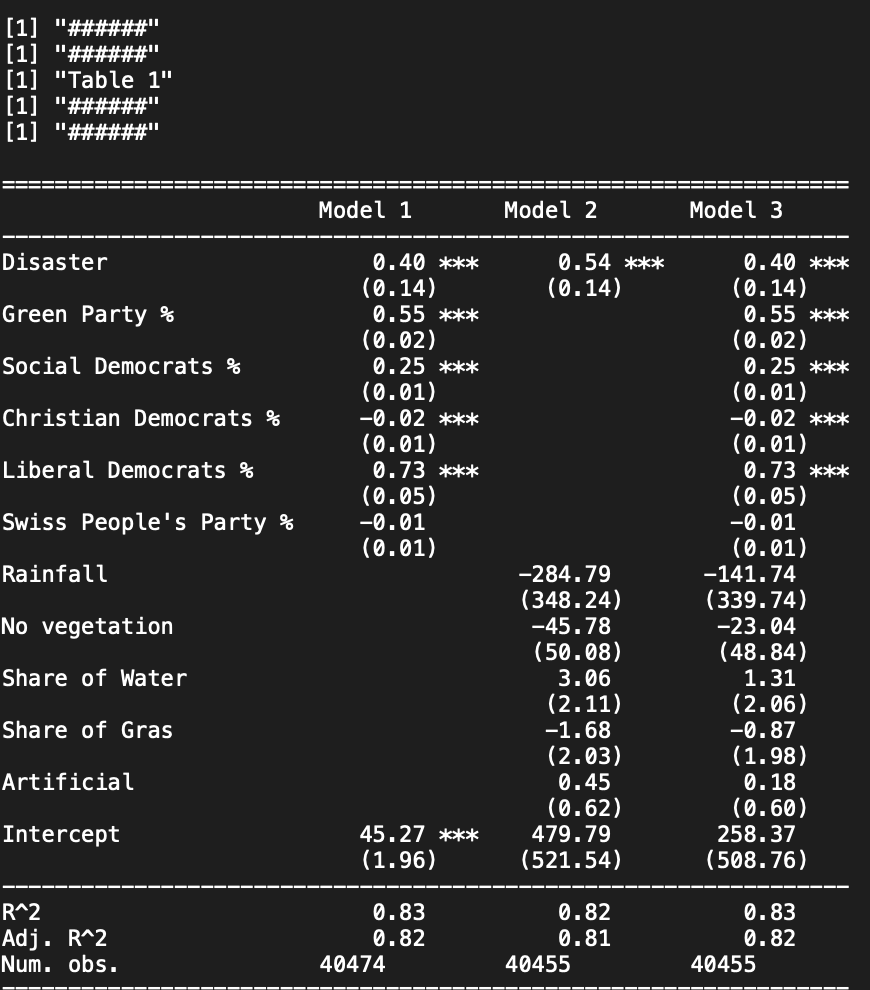 [1] "######"
[1] "######"
[1] "Table 1"
[1] "######"
[1] "######"
================================================================
Model 1 Model 2 Model 3
----------------------------------------------------------------
Disaster 0.40 *** 0.54 *** 0.40 ***
(0.14) (0.14) (0.14)
Green Party % 0.55 *** 0.55 ***
(0.02) (0.02)
Social Democrats % 0.25 *** 0.25 ***
(0.01) (0.01)
Christian Democrats % -0.02 *** -0.02 ***
(0.01) (0.01)
Liberal Democrats % 0.73 *** 0.73 ***
(0.05) (0.05)
Swiss People's Party % -0.01 -0.01
(0.01) (0.01)
Rainfall -284.79 -141.74
(348.24) (339.74)
No vegetation -45.78 -23.04
(50.08) (48.84)
Share of Water 3.06 1.31
(2.11) (2.06)
Share of Gras -1.68 -0.87
(2.03) (1.98)
Artificial 0.45 0.18
(0.62) (0.60)
Intercept 45.27 *** 479.79 258.37
(1.96) (521.54) (508.76)
----------------------------------------------------------------
R^2 0.83 0.82 0.83
Adj. R^2 0.82 0.81 0.82
Num. obs. 40474 40455 40455
================================================================